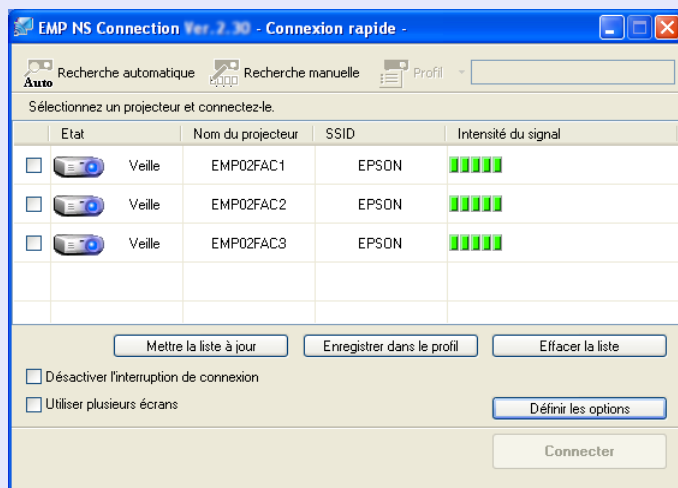 EMP NS Connection Ver.2.30 - Connexion rapide -
Auto Recherche automatique Recherche manuelle Profil
Sélectionnez un projecteur et connectez-le.
Etat Nom du projecteur SSID Intensité du signal
Veille EMP02FAC1 EPSON
Veille EMP02FAC2 EPSON
Veille EMP02FAC3 EPSON
Mettre la liste à jour Enregistrer dans le profil Effacer la liste
Désactiver l'interruption de connexion
Utiliser plusieurs écrans
Définir les options
Connecter